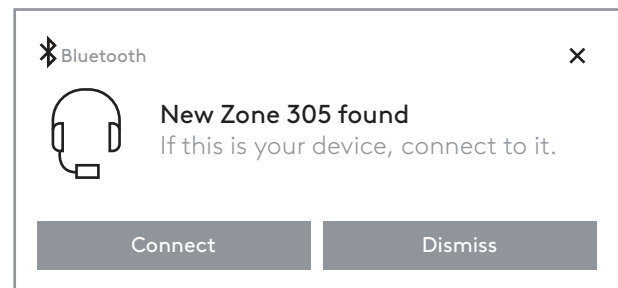 Bluetooth
New Zone 305 found
If this is your device, connect to it.
Connect
Dismiss